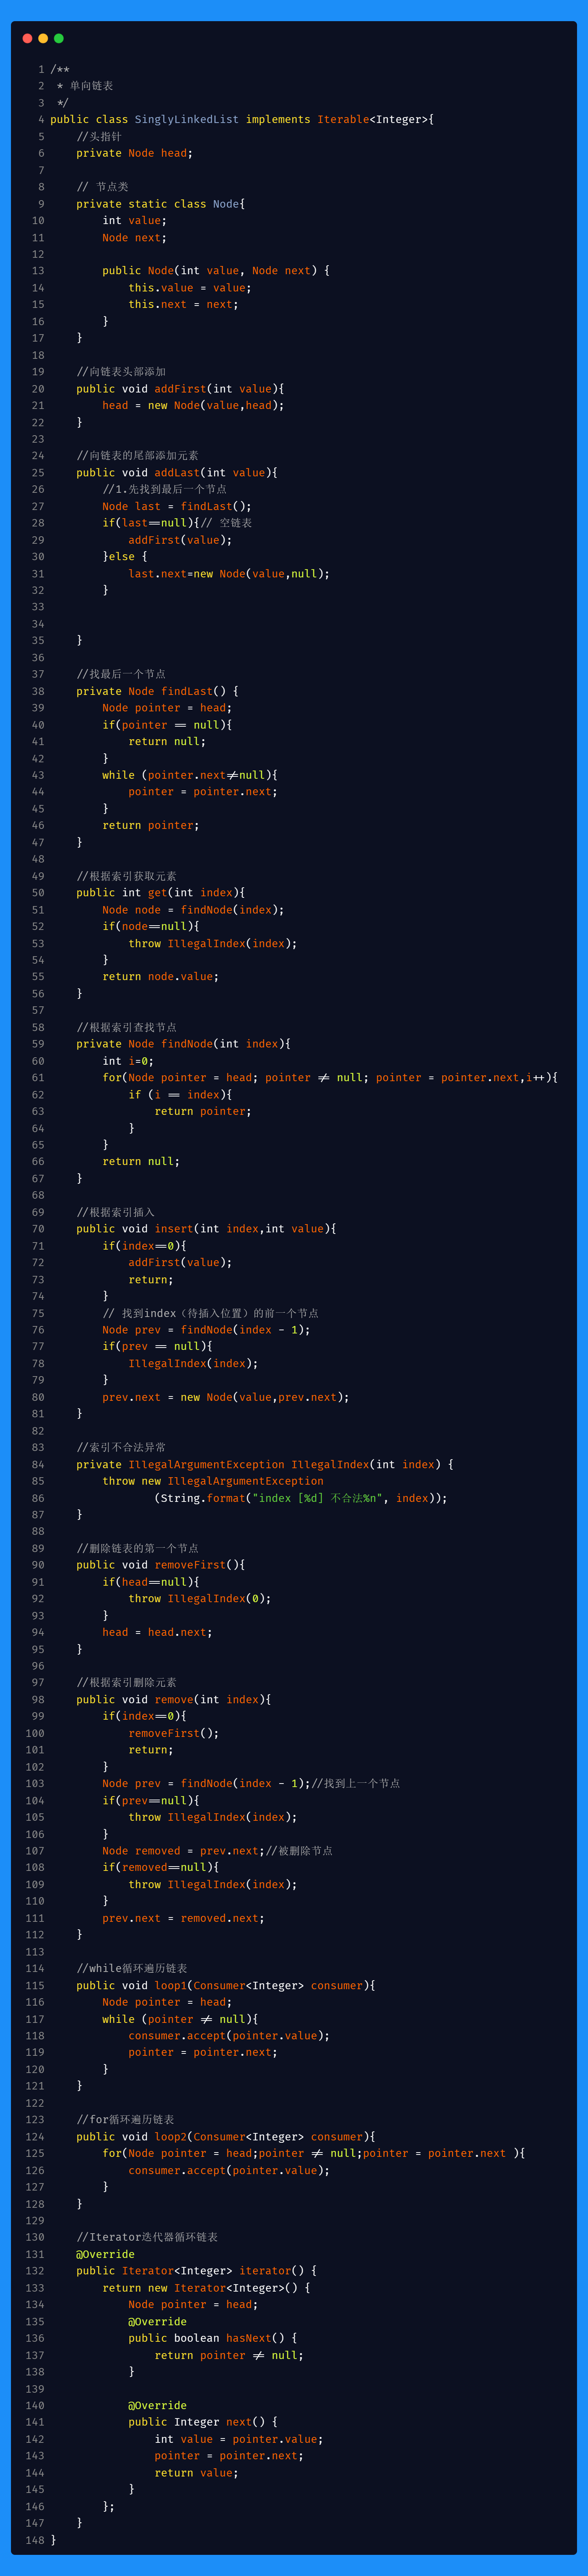 1 /**
2  * 单向链表
3  */
4 public class SinglyLinkedList implements Iterable<Integer>{
5     //头指针
6     private Node head;
7
8     // 节点类
9     private static class Node{
10         int value;
11         Node next;
12
13         public Node(int value, Node next) {
14             this.value = value;
15             this.next = next;
16         }
17     }
18
19     //向链表头部添加
20     public void addFirst(int value){
21         head = new Node(value,head);
22     }
23
24     //向链表的尾部添加元素
25     public void addLast(int value){
26         //1.先找到最后一个节点
27         Node last = findLast();
28         if(last==null){// 空链表
29             addFirst(value);
30         }else {
31             last.next=new Node(value,null);
32         }
33
34
35     }
36
37     //找最后一个节点
38     private Node findLast() {
39         Node pointer = head;
40         if(pointer == null){
41             return null;
42         }
43         while (pointer.next!=null){
44             pointer = pointer.next;
45         }
46         return pointer;
47     }
48
49     //根据索引获取元素
50     public int get(int index){
51         Node node = findNode(index);
52         if(node==null){
53             throw IllegalIndex(index);
54         }
55         return node.value;
56     }
57
58     //根据索引查找节点
59     private Node findNode(int index){
60         int i=0;
61         for(Node pointer = head; pointer != null; pointer = pointer.next,i++){
62             if (i == index){
63                 return pointer;
64             }
65         }
66         return null;
67     }
68
69     //根据索引插入
70     public void insert(int index,int value){
71         if(index==0){
72             addFirst(value);
73             return;
74         }
75         // 找到index（待插入位置）的前一个节点
76         Node prev = findNode(index - 1);
77         if(prev == null){
78             IllegalIndex(index);
79         }
80         prev.next = new Node(value,prev.next);
81     }
82
83     //索引不合法异常
84     private IllegalArgumentException IllegalIndex(int index) {
85         throw new IllegalArgumentException
86                 (String.format("index [%d] 不合法%n", index));
87     }
88
89     //删除链表的第一个节点
90     public void removeFirst(){
91         if(head==null){
92             throw IllegalIndex(0);
93         }
94         head = head.next;
95     }
96
97     //根据索引删除元素
98     public void remove(int index){
99         if(index==0){
100             removeFirst();
101             return;
102         }
103         Node prev = findNode(index - 1);//找到上一个节点
104         if(prev==null){
105             throw IllegalIndex(index);
106         }
107         Node removed = prev.next;//被删除节点
108         if(removed==null){
109             throw IllegalIndex(index);
110         }
111         prev.next = removed.next;
112     }
113
114     //while循环遍历链表
115     public void loop1(Consumer<Integer> consumer){
116         Node pointer = head;
117         while (pointer != null){
118             consumer.accept(pointer.value);
119             pointer = pointer.next;
120         }
121     }
122
123     //for循环遍历链表
124     public void loop2(Consumer<Integer> consumer){
125         for(Node pointer = head;pointer != null;pointer = pointer.next ){
126             consumer.accept(pointer.value);
127         }
128     }
129
130     //Iterator迭代器循环链表
131     @Override
132     public Iterator<Integer> iterator() {
133         return new Iterator<Integer>() {
134             Node pointer = head;
135             @Override
136             public boolean hasNext() {
137                 return pointer != null;
138             }
139
140             @Override
141             public Integer next() {
142                 int value = pointer.value;
143                 pointer = pointer.next;
144                 return value;
145             }
146         };
147     }
148 }